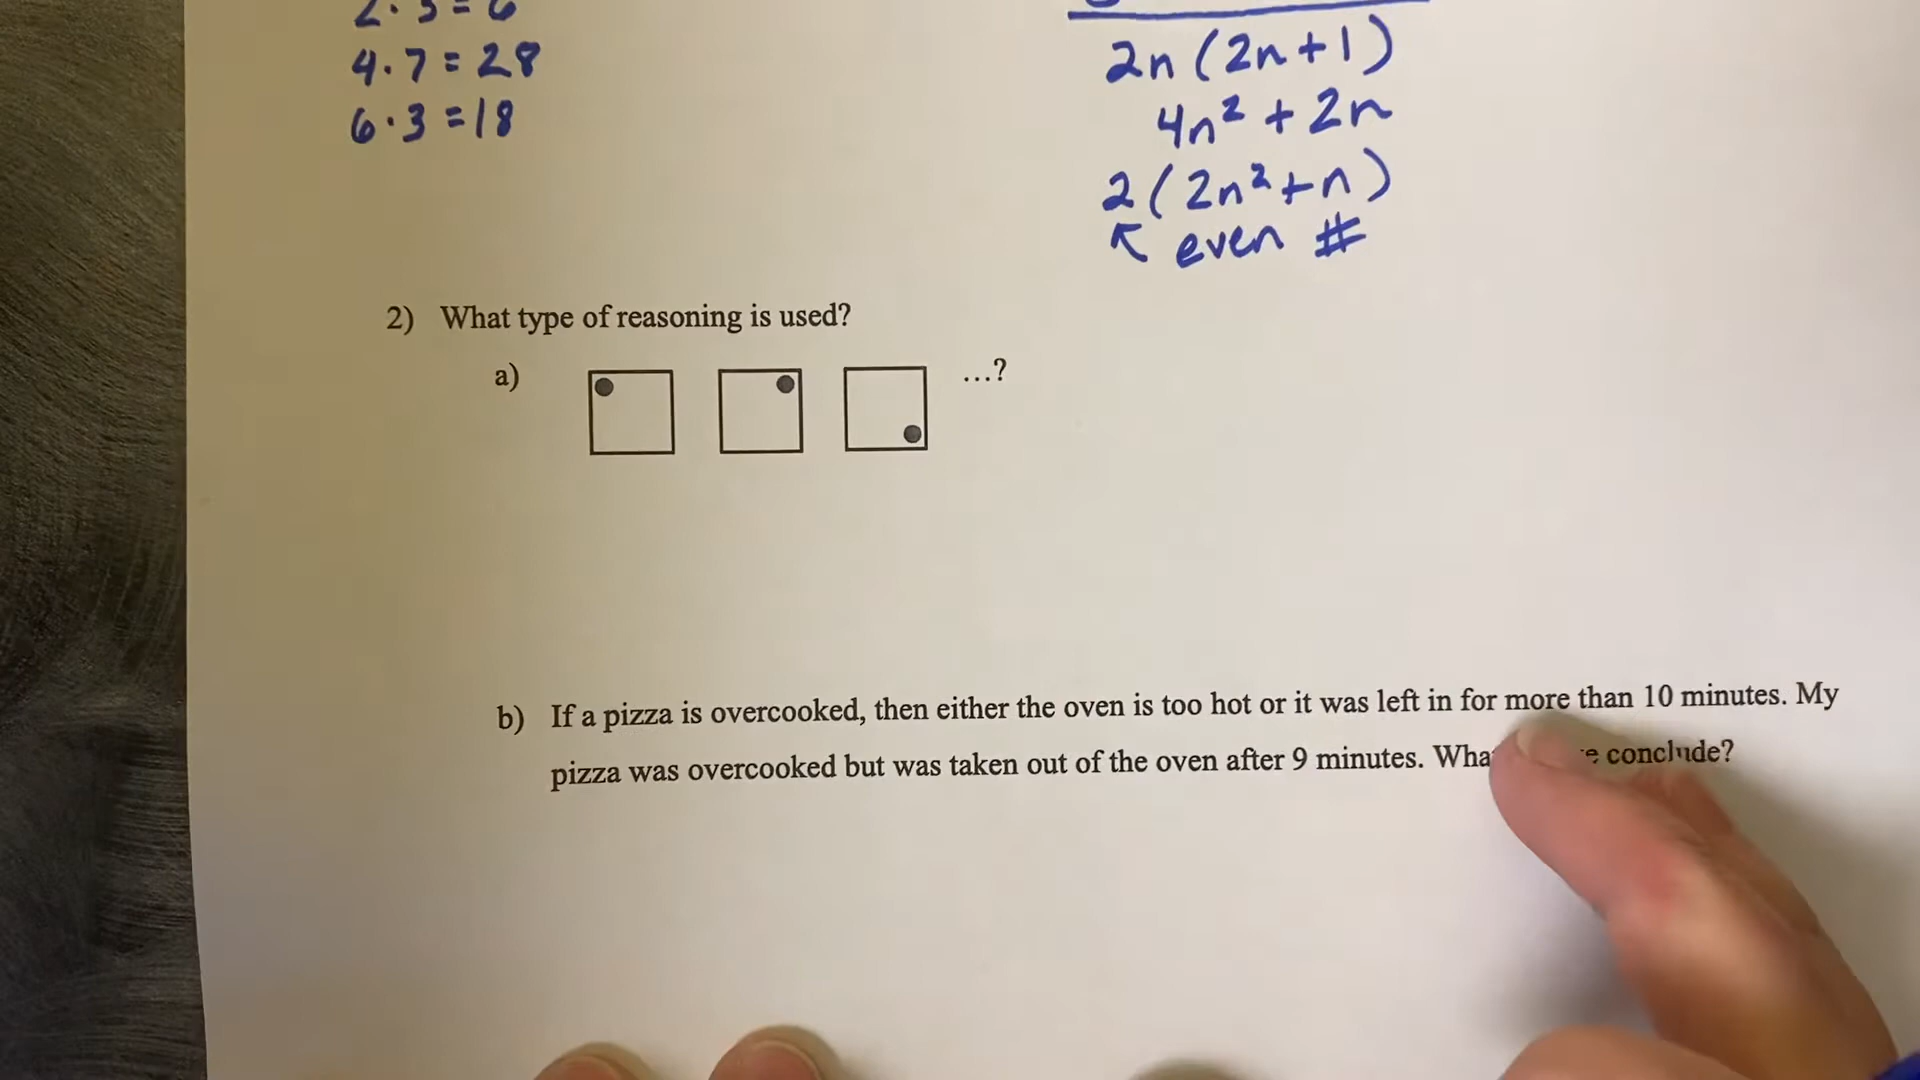 2 · 3 = 6
4 · 7 = 28
6 · 3 = 18
2n (2n + 1)
4n² + 2n
2 ( 2n² + n )
↖ even #
2) What type of reasoning is used?
a) ...?
b) If a pizza is overcooked, then either the oven is too hot or it was left in for more than 10 minutes. My
pizza was overcooked but was taken out of the oven after 9 minutes. conclude?